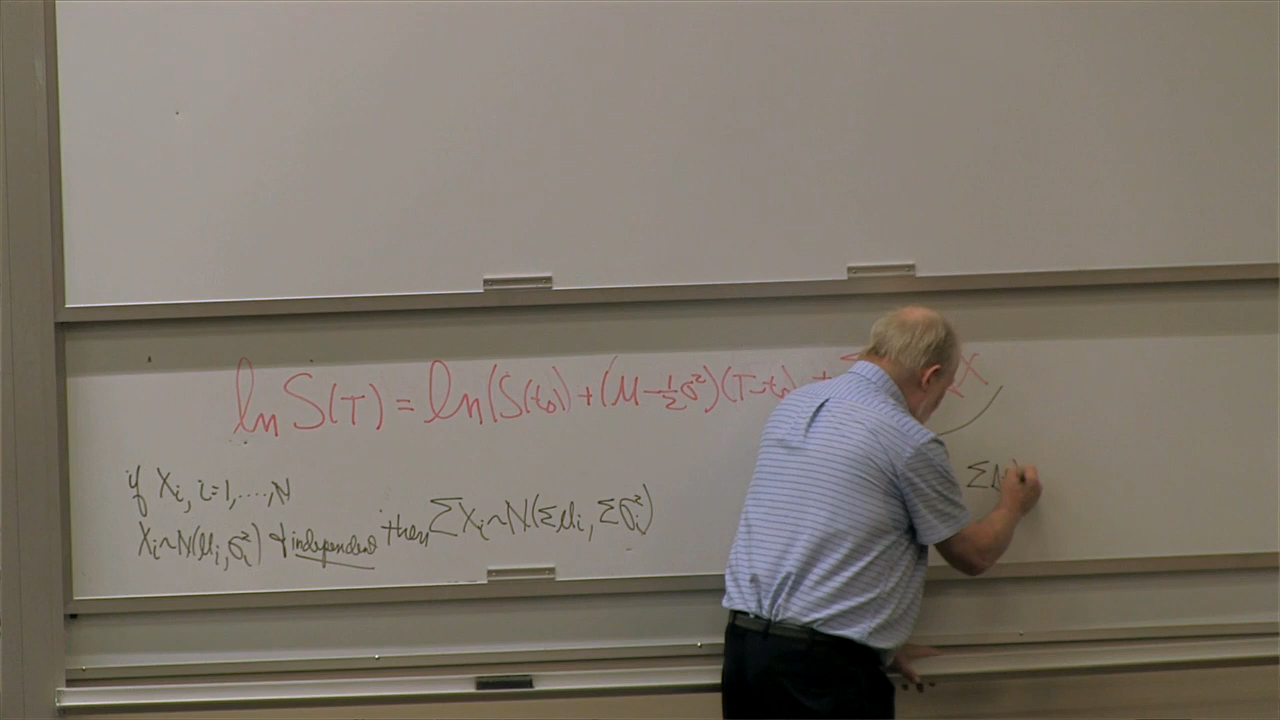 ln S(T) = ln(S(t₀) + (μ - ½σ²)(T-t₀) + X
if Xᵢ, i=1,....,N
Xᵢ~N(μᵢ,σᵢ²) & independent then ΣXᵢ~N(Σμᵢ, Σσᵢ²)
Σ